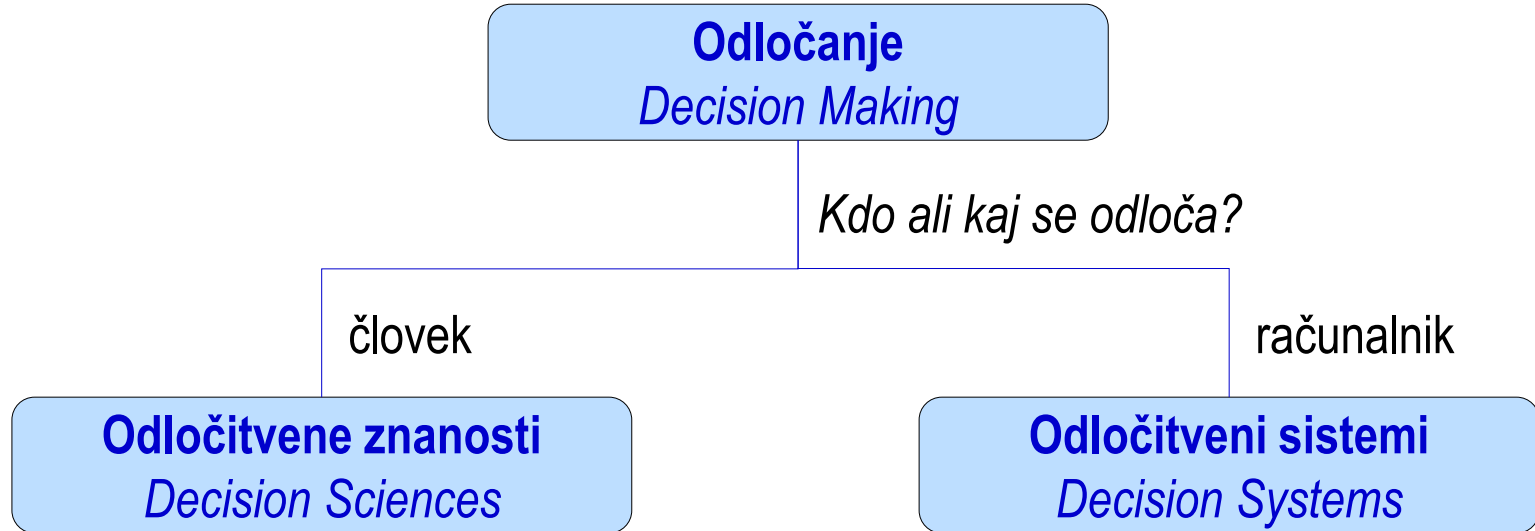 Odločanje
Decision Making
Kdo ali kaj se odloča?
človek
računalnik
Odločitvene znanosti
Decision Sciences
Odločitveni sistemi
Decision Systems